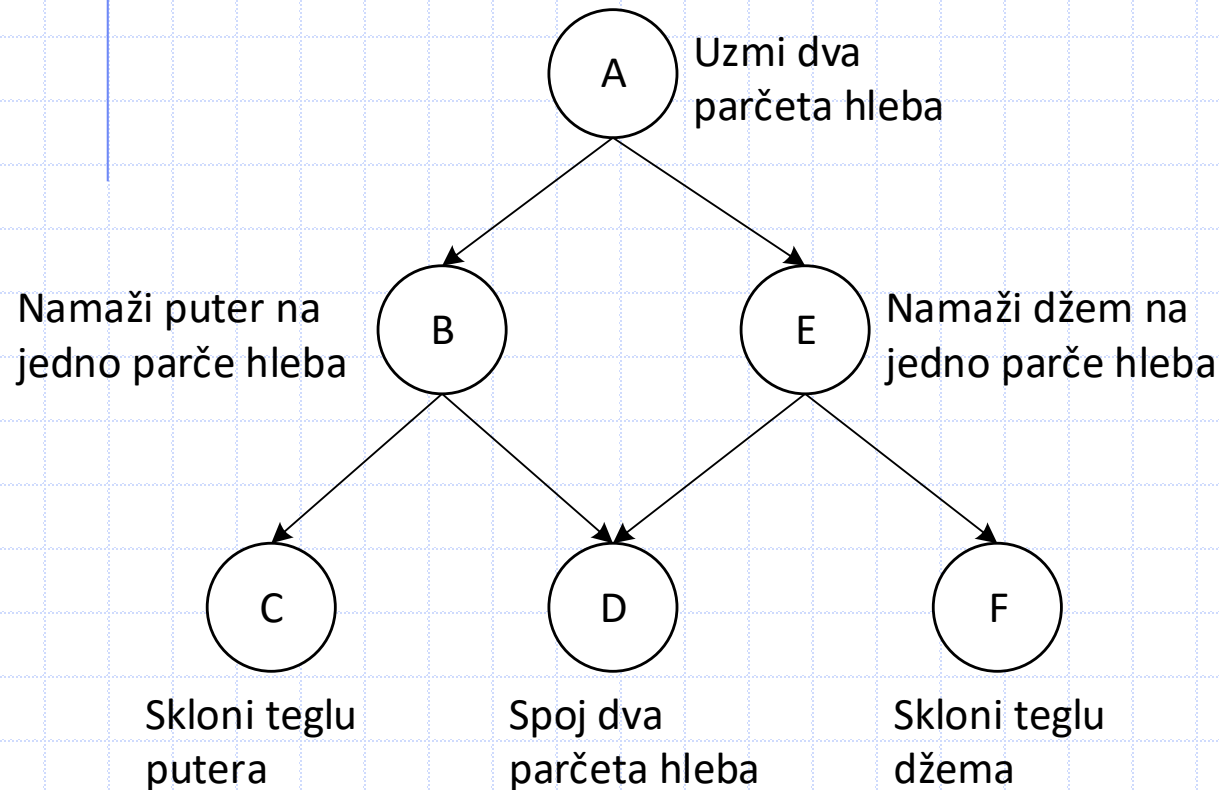 A
Uzmi dva
parčeta hleba
Namaži puter na
jedno parče hleba
B
E
Namaži džem na
jedno parče hleba
C
D
F
Skloni teglu
putera
Spoj dva
parčeta hleba
Skloni teglu
džema